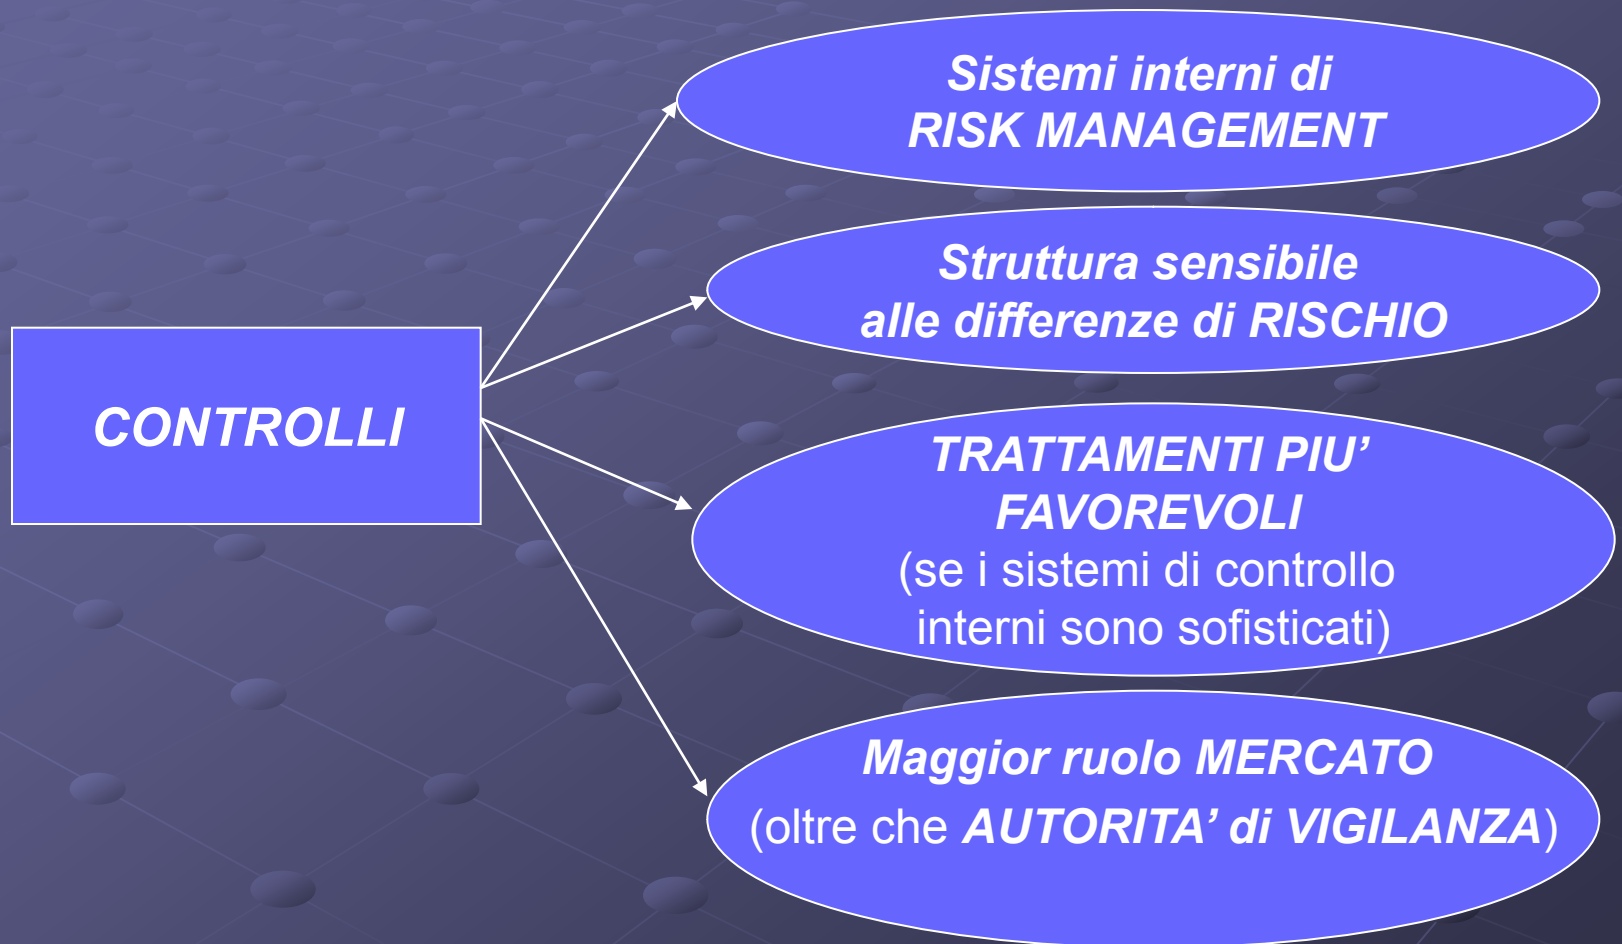 Sistemi interni di
RISK MANAGEMENT
Struttura sensibile
alle differenze di RISCHIO
CONTROLLI
TRATTAMENTI PIU’
FAVOREVOLI
(se i sistemi di controllo
interni sono sofisticati)
Maggior ruolo MERCATO
(oltre che AUTORITA’ di VIGILANZA)